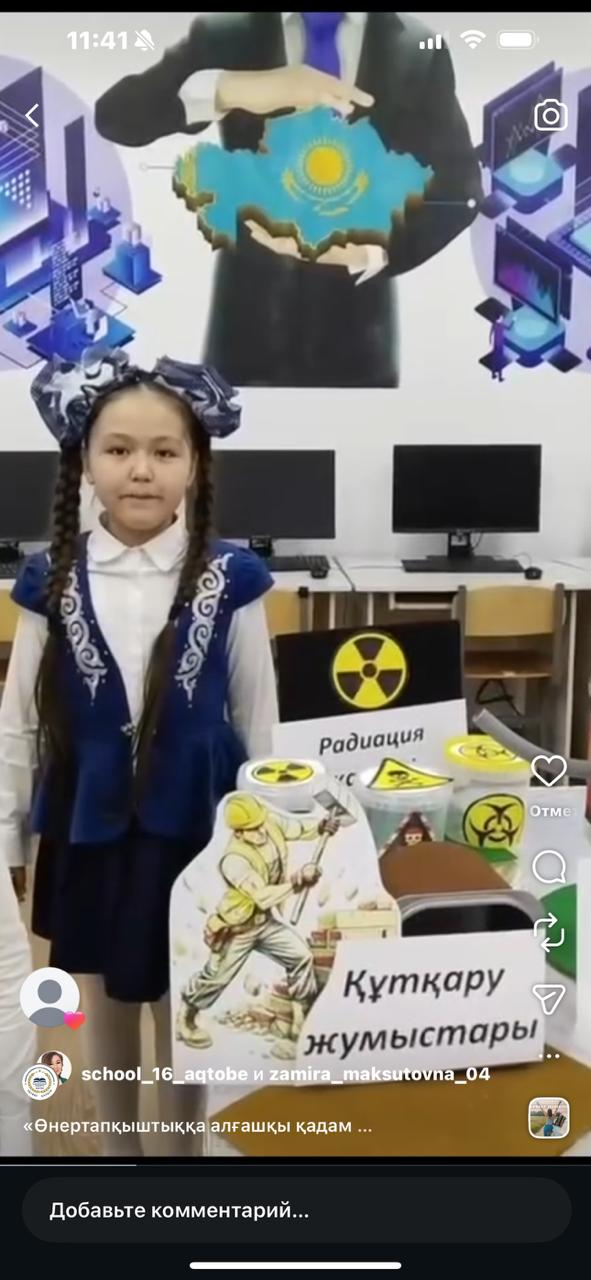 11:41
Радиация
Құтқару
жумыстары
Отме
school_16_aqtobe и zamira_maksutovna_04
«Өнертапқыштыққа алғашқы қадам ...
Добавьте комментарий...